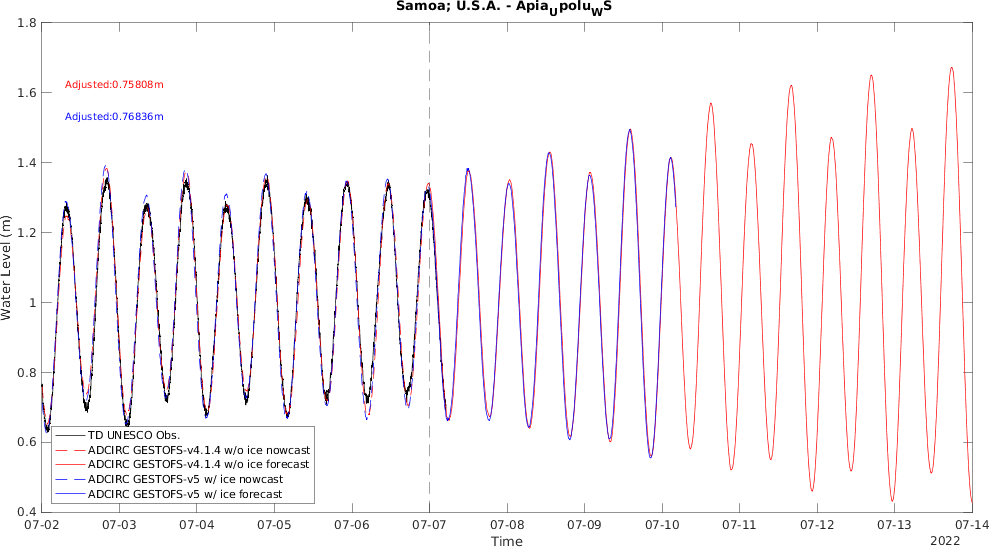 Samoa; U.S.A. - ApiaUpoluWS
1.8
1.6
1.4
1.2
1
0.8
0.6
0.4
Water Level (m)
Adjusted:0.75808m
Adjusted:0.76836m
TD UNESCO Obs.
ADCIRC GESTOFS-v4.1.4 w/o ice nowcast
ADCIRC GESTOFS-v4.1.4 w/o ice forecast
ADCIRC GESTOFS-v5 w/ ice nowcast
ADCIRC GESTOFS-v5 w/ ice forecast
07-02 07-03 07-04 07-05 07-06 07-07 07-08 07-09 07-10 07-11 07-12 07-13 07-14
Time
2022